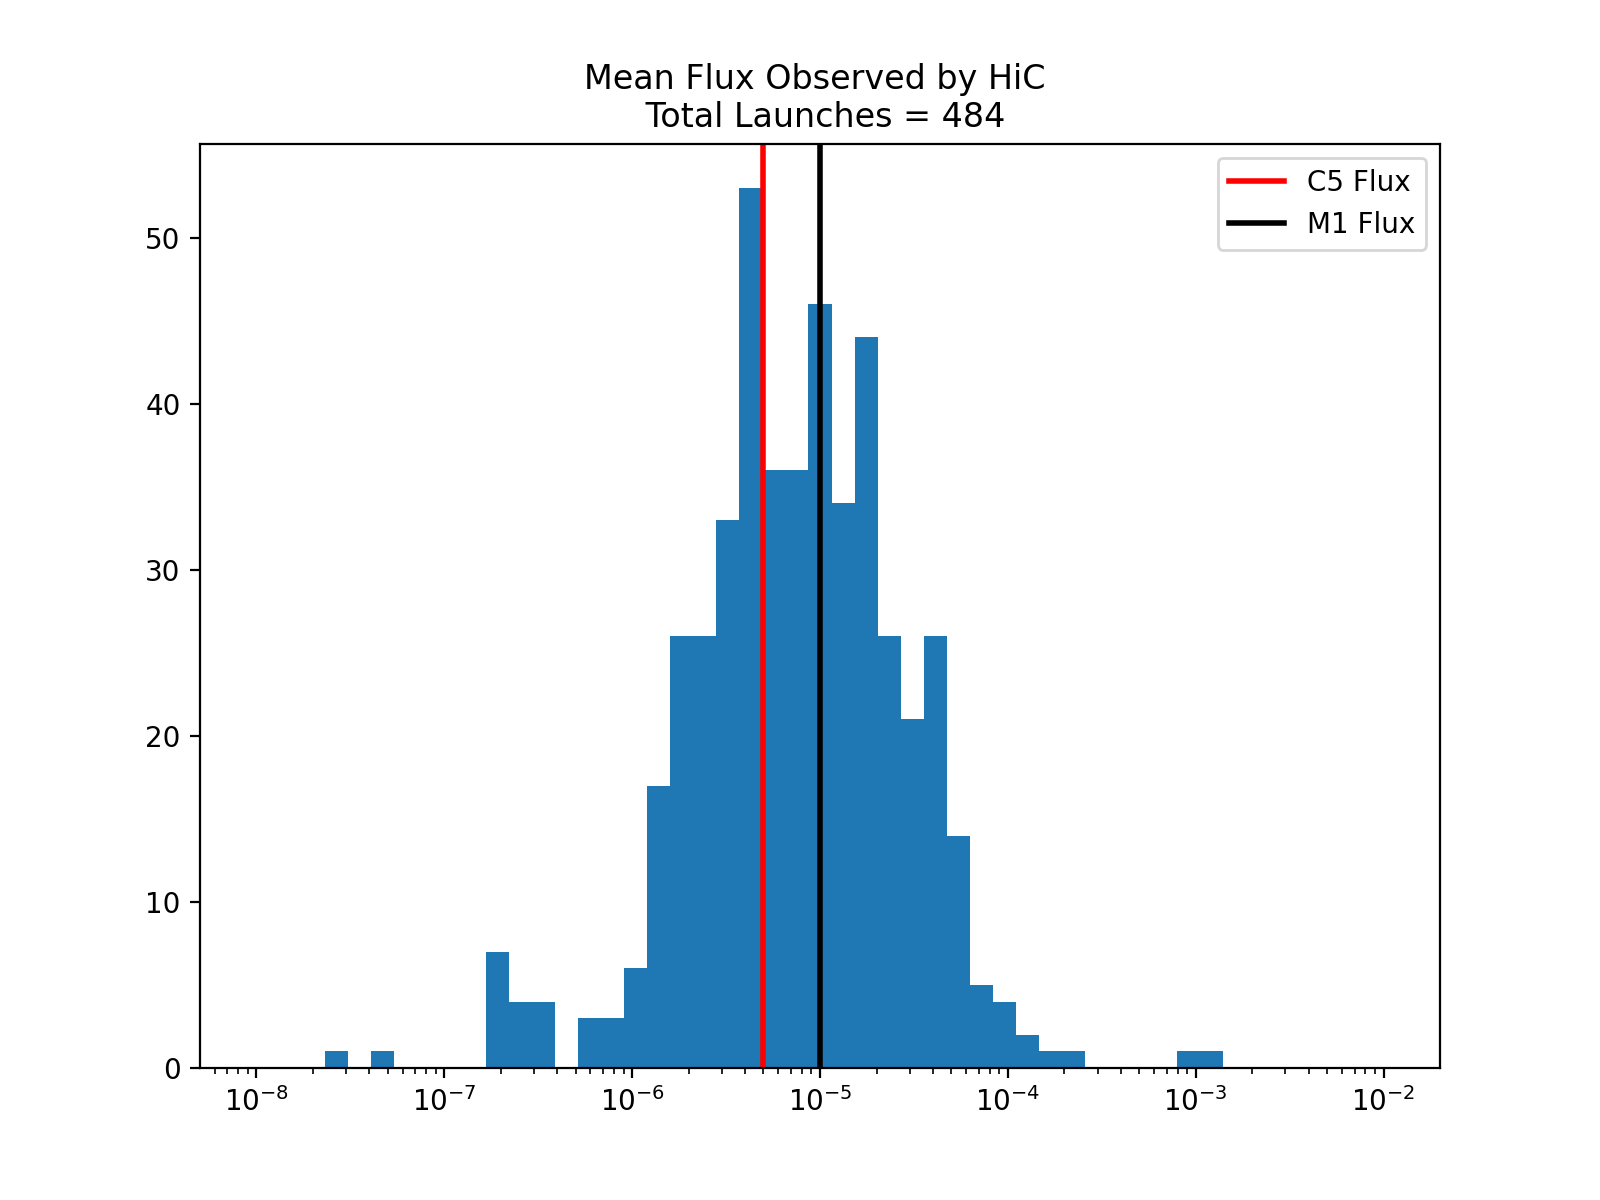 Mean Flux Observed by HiC
Total Launches = 484
C5 Flux
M1 Flux
50
40
30
20
10
0
10⁻⁸ 10⁻⁷ 10⁻⁶ 10⁻⁵ 10⁻⁴ 10⁻³ 10⁻²